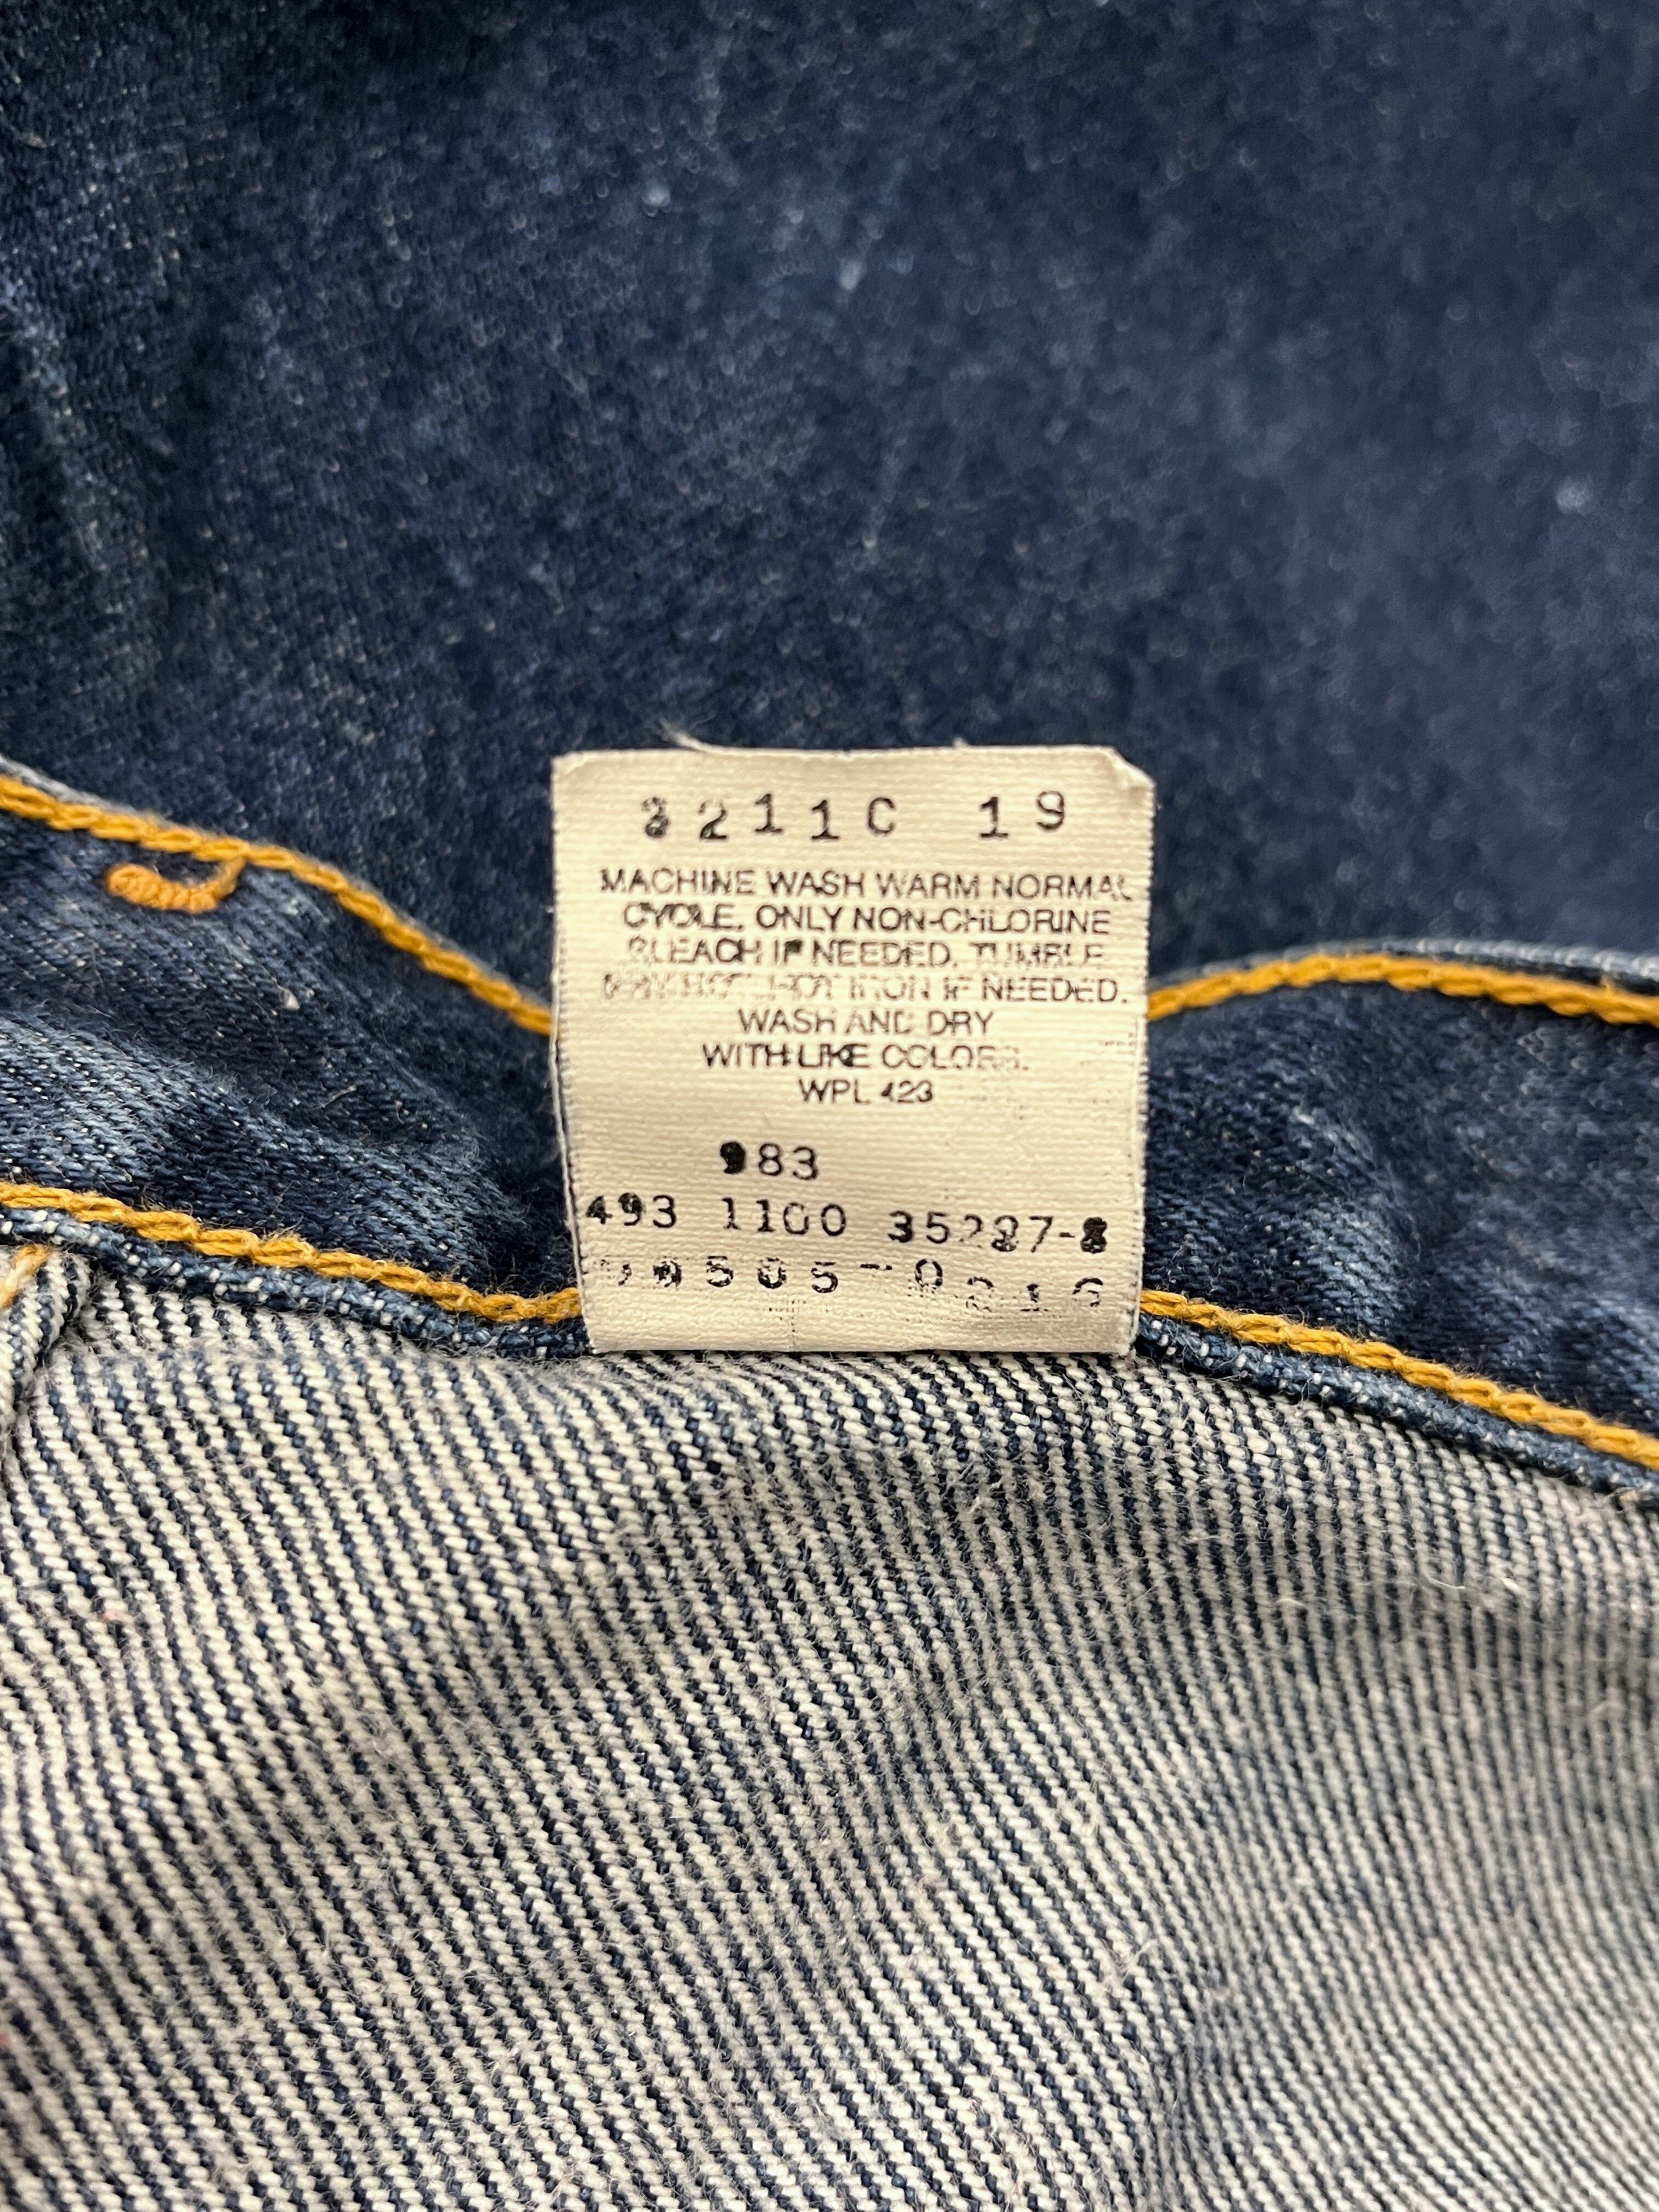 3211C 19
MACHINE WASH WARM NORMAL
CYCLE. ONLY NON-CHLORINE
BLEACH IF NEEDED. TUMBLE
IRON IF NEEDED.
WASH AND DRY
WITH LIKE COLORS.
WPL 423
983
493 1100